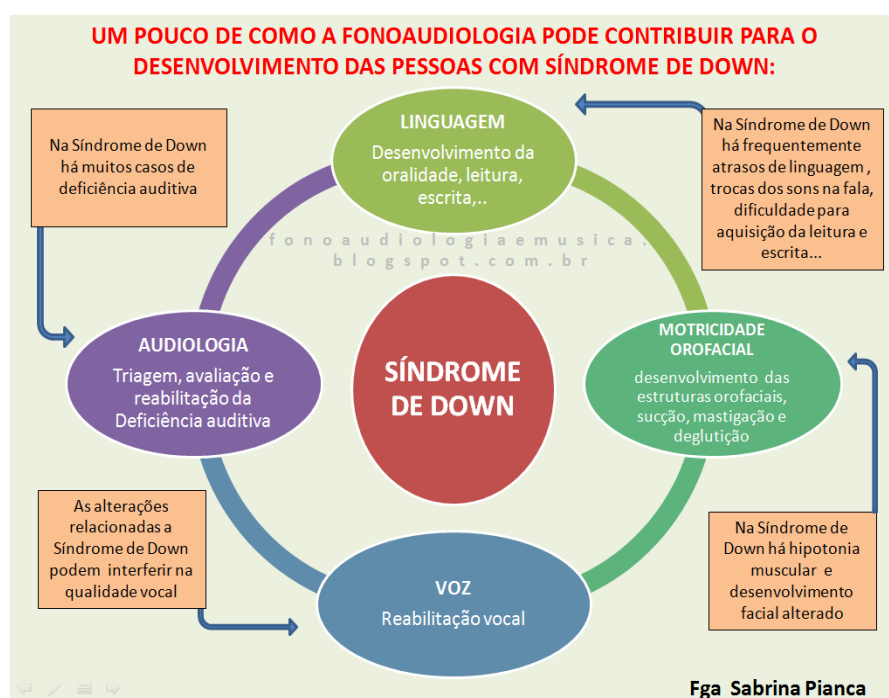 UM POUCO DE COMO A FONOAUDIOLOGIA PODE CONTRIBUIR PARA O
DESENVOLVIMENTO DAS PESSOAS COM SÍNDROME DE DOWN:
Na Síndrome de Down
há muitos casos de
deficiência auditiva
LINGUAGEM
Desenvolvimento da
oralidade, leitura,
escrita,..
Na Síndrome de Down
há frequentemente
atrasos de linguagem ,
trocas dos sons na fala,
dificuldade para
aquisição da leitura e
escrita...
fonoaudiologiaemusica.
blogspot.com.br
AUDIOLOGIA
Triagem, avaliação e
reabilitação da
Deficiência auditiva
SÍNDROME
DE DOWN
MOTRICIDADE
OROFACIAL
desenvolvimento das
estruturas orofaciais,
sucção, mastigação e
deglutição
As alterações
relacionadas a
Síndrome de Down
podem interferir na
qualidade vocal
VOZ
Reabilitação vocal
Na Síndrome de
Down há hipotonia
muscular e
desenvolvimento
facial alterado
Fga Sabrina Pianca